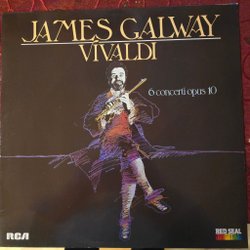 JAMES GALWAY
VIVALDI
6 concerti opus 10
RCA
RED SEAL